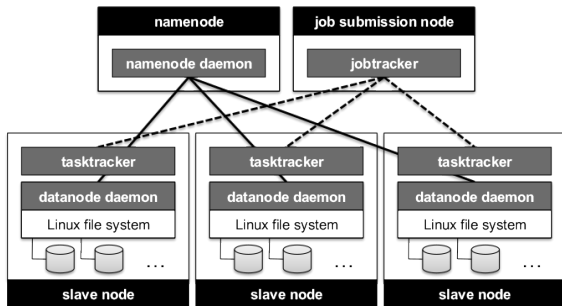 namenode
job submission node
namenode daemon
jobtracker
tasktracker
tasktracker
tasktracker
datanode daemon
datanode daemon
datanode daemon
Linux file system
Linux file system
Linux file system
...
...
...
slave node
slave node
slave node